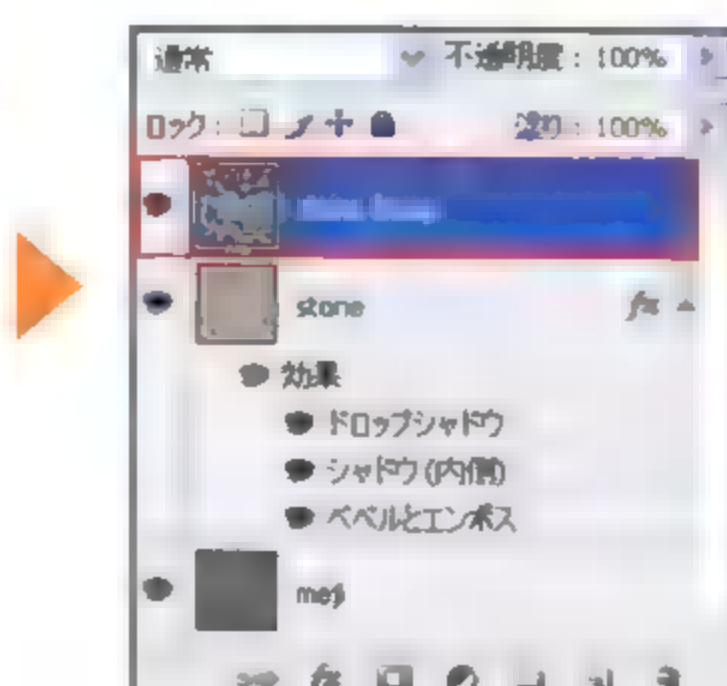 通常 不透明度: 100%
ロック: 塗り: 100%
stone
fx
効果
ドロップシャドウ
シャドウ(内側)
ベベルとエンボス
meji